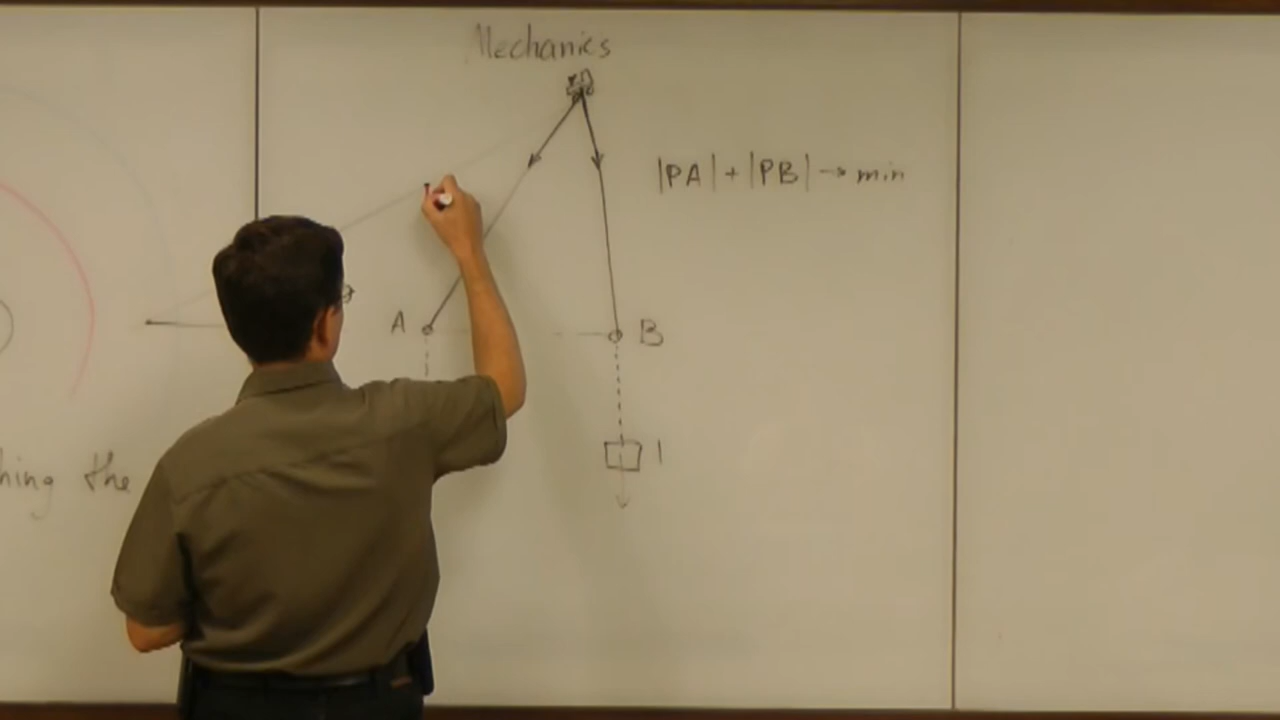 Mechanics
|PA| + |PB| → min
A
B
1
hing the